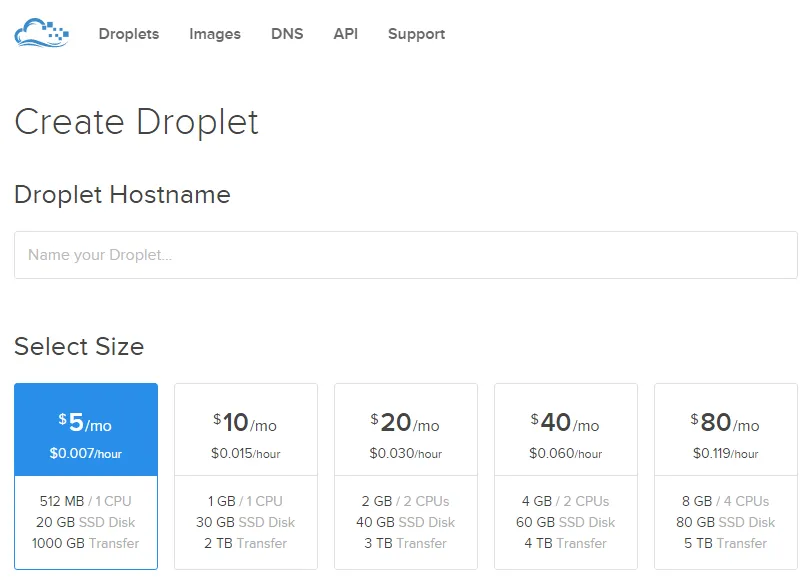 Droplets Images DNS API Support
Create Droplet
Droplet Hostname
Name your Droplet...
Select Size
$5/mo
$0.007/hour
512 MB / 1 CPU
20 GB SSD Disk
1000 GB Transfer
$10/mo
$0.015/hour
1 GB / 1 CPU
30 GB SSD Disk
2 TB Transfer
$20/mo
$0.030/hour
2 GB / 2 CPUs
40 GB SSD Disk
3 TB Transfer
$40/mo
$0.060/hour
4 GB / 2 CPUs
60 GB SSD Disk
4 TB Transfer
$80/mo
$0.119/hour
8 GB / 4 CPUs
80 GB SSD Disk
5 TB Transfer